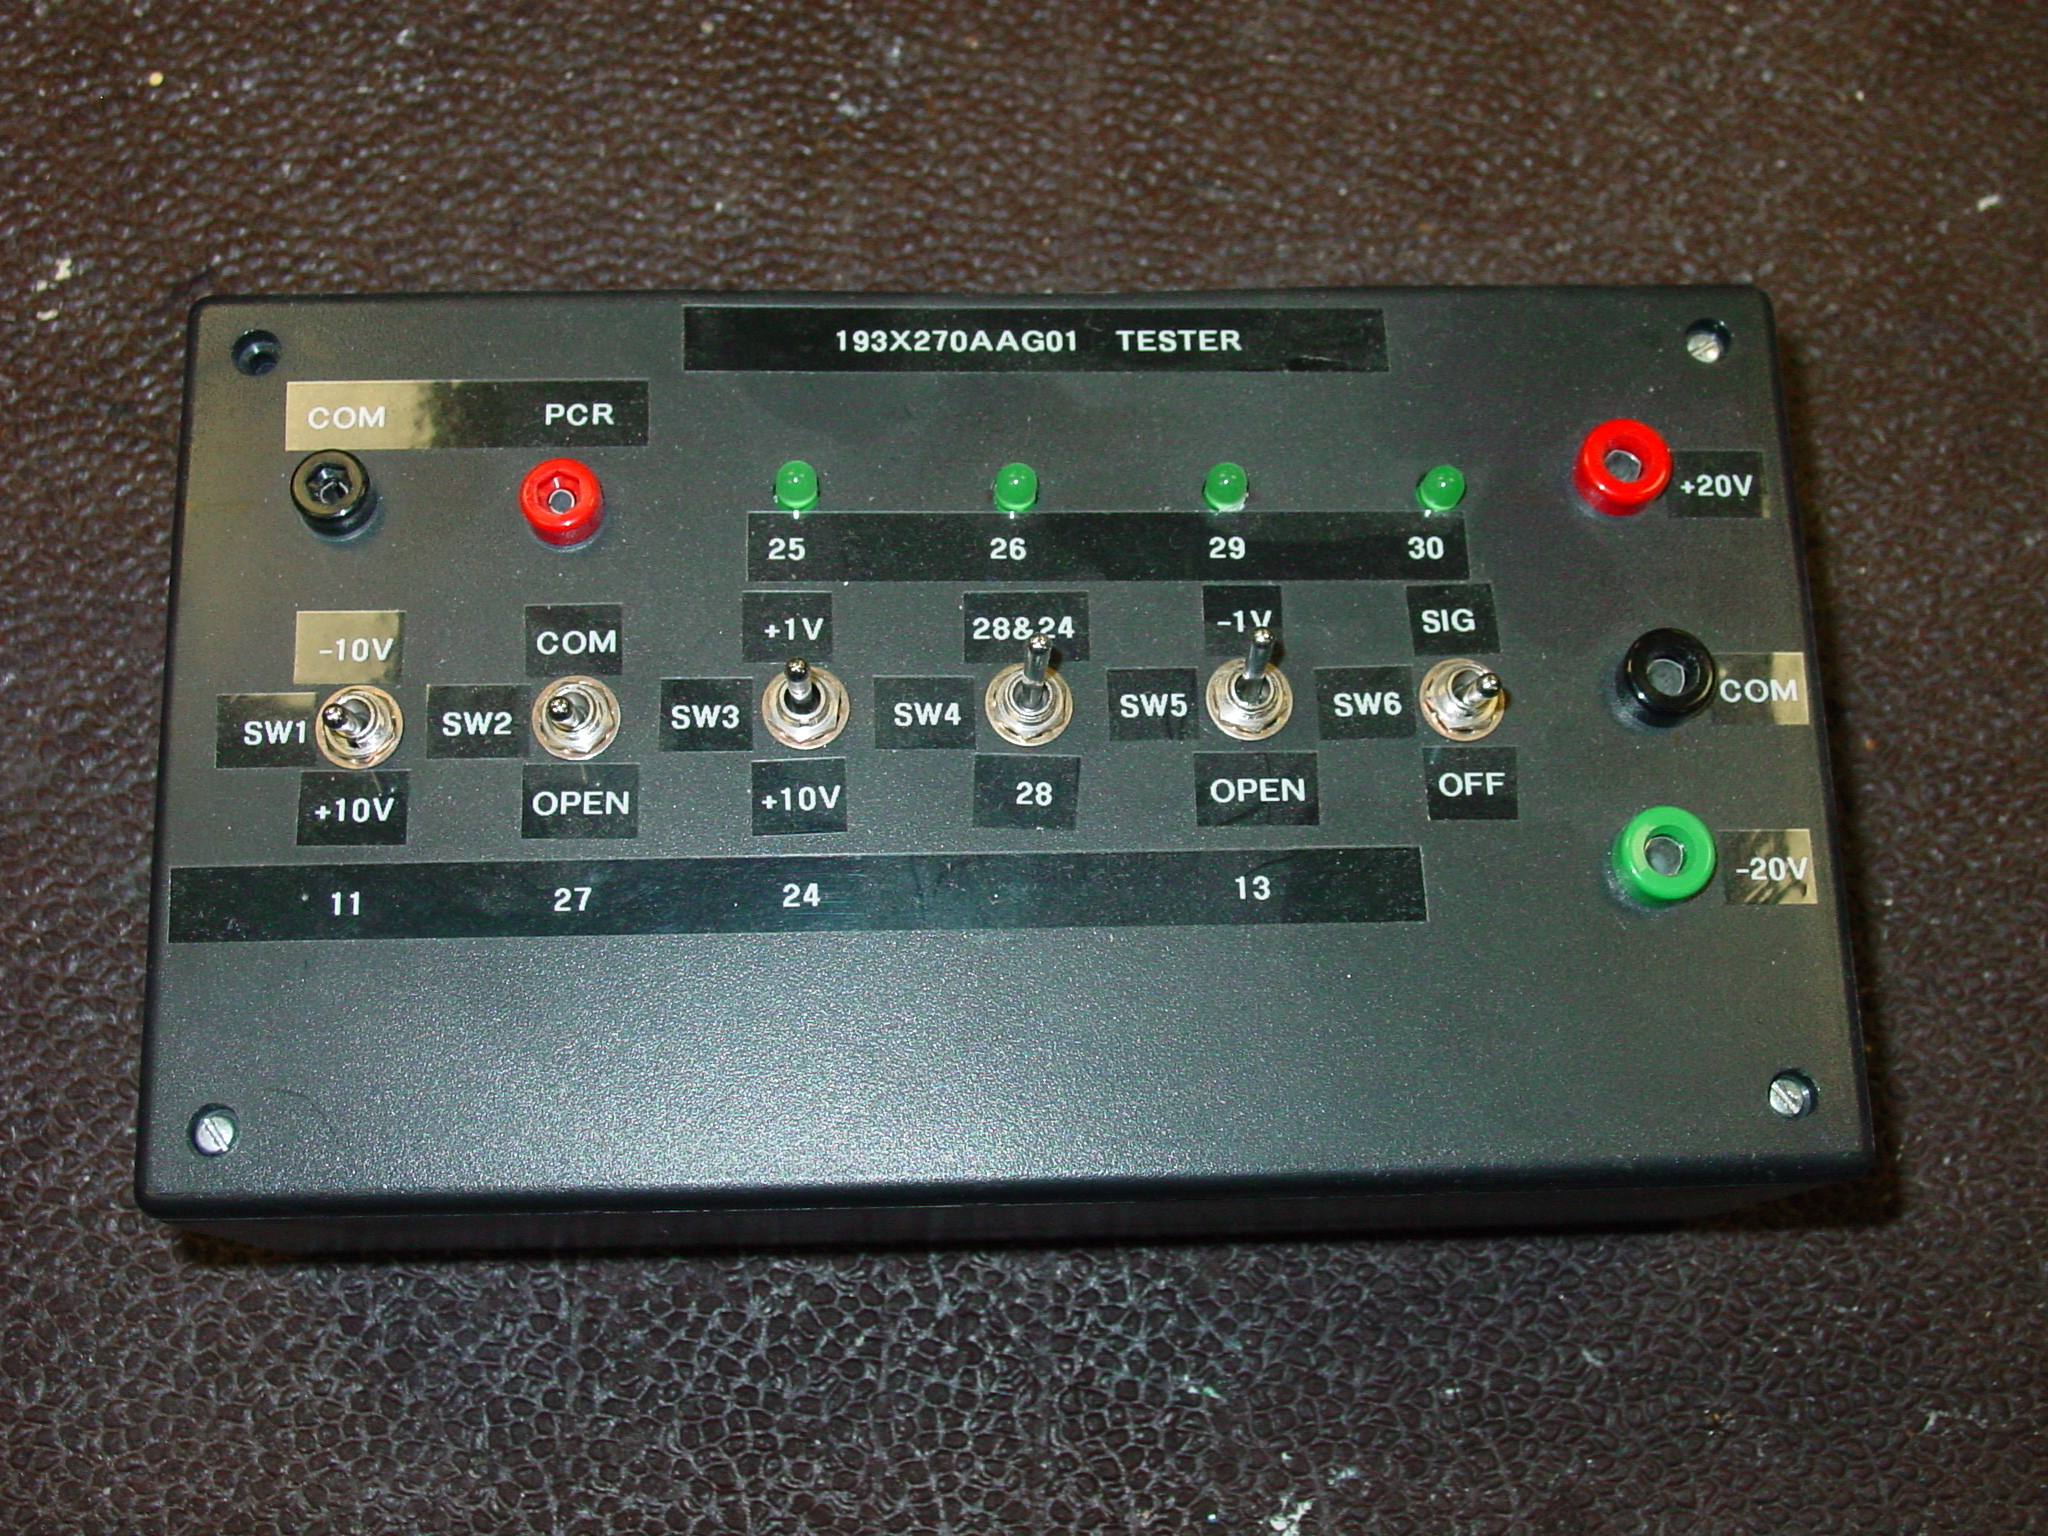 193X270AAG01 TESTER
COM PCR
+20V
25 26 29 30
-10V COM +1V 28&24 -1V SIG
SW1 SW2 SW3 SW4 SW5 SW6 COM
+10V OPEN +10V 28 OPEN OFF
-20V
11 27 24 13